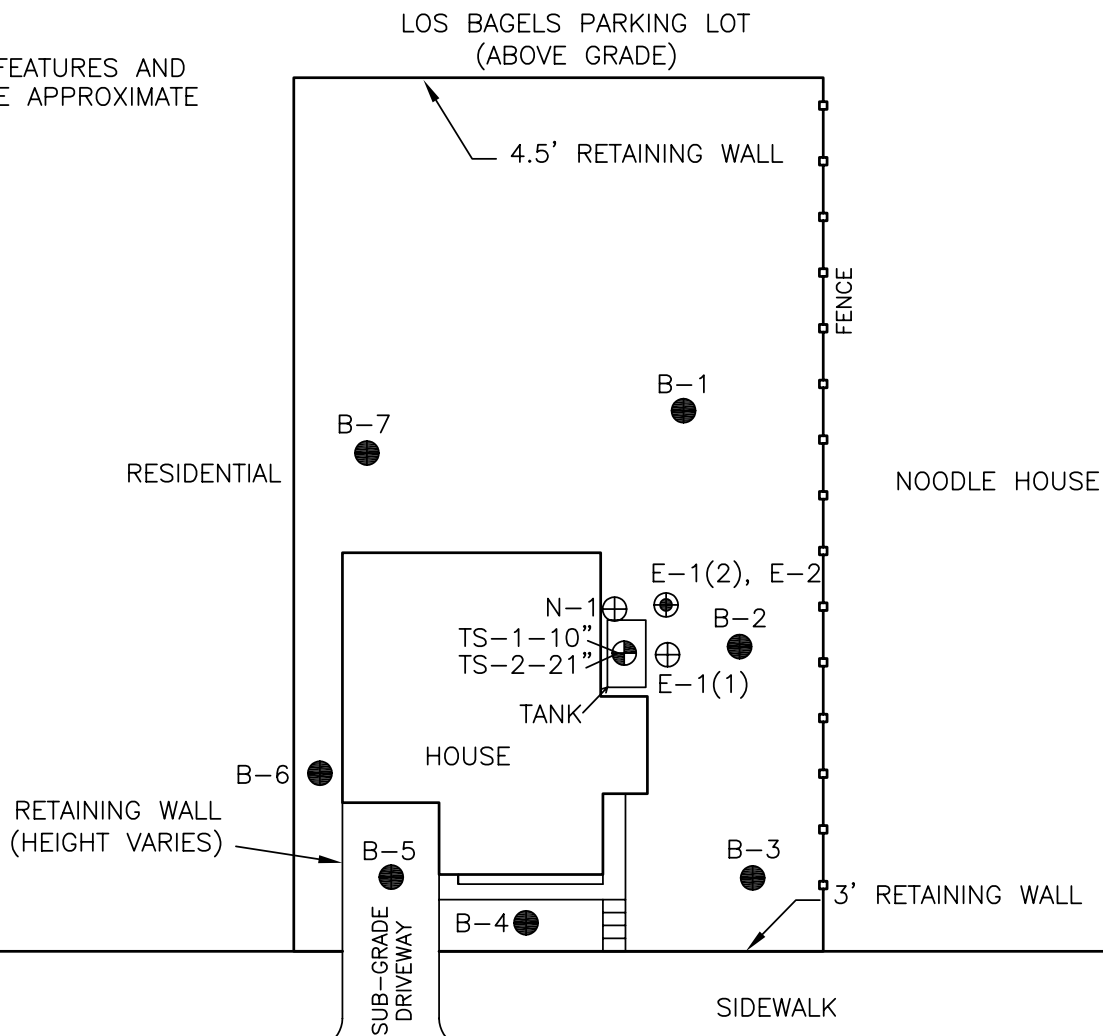 LOS BAGELS PARKING LOT
(ABOVE GRADE)
FEATURES AND
E APPROXIMATE
4.5' RETAINING WALL
FENCE
B-1
B-7
RESIDENTIAL
NOODLE HOUSE
E-1(2), E-2
N-1
B-2
TS-1-10"
TS-2-21"
E-1(1)
TANK
HOUSE
B-6
RETAINING WALL
(HEIGHT VARIES)
B-5
B-3
3' RETAINING WALL
B-4
SUB-GRADE
DRIVEWAY
SIDEWALK